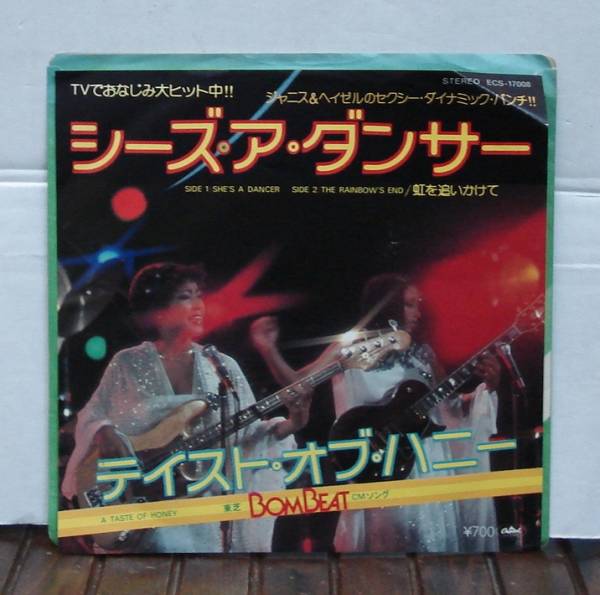 STEREO ECS-17008
TVでおなじみ大ヒット中!!
ジャニス&ヘイゼルのセクシー・ダイナミック・パンチ!!
シーズ・ア・ダンサー
SIDE 1: SHE'S A DANCER SIDE 2: THE RAINBOW'S END/虹を追いかけて
テイスト・オブ・ハニー
A TASTE OF HONEY
東芝 BOMBEAT CMソング
¥700